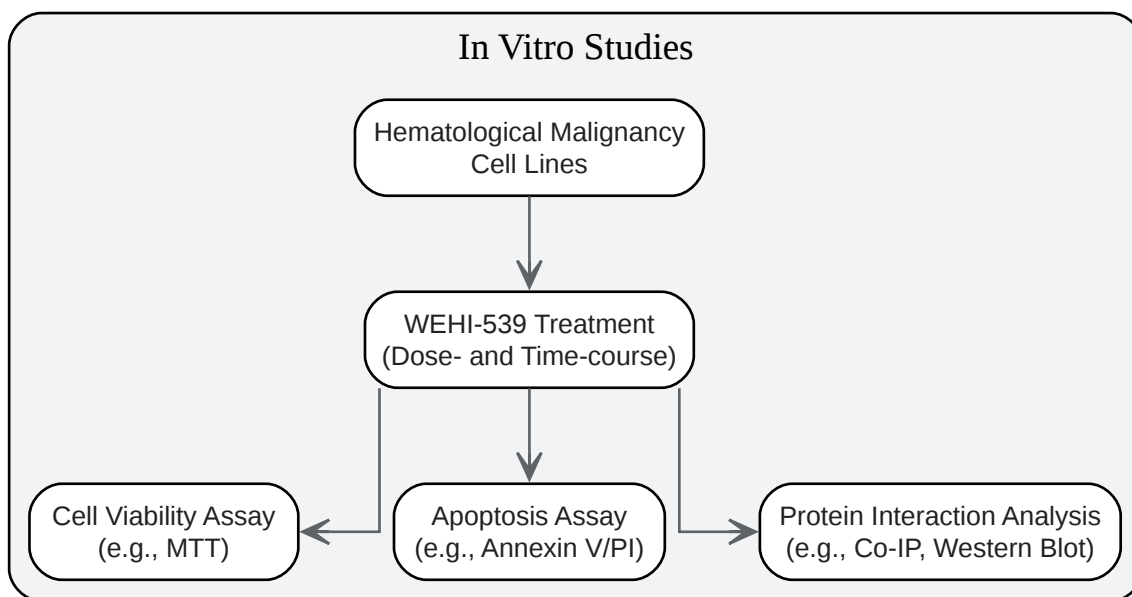 In Vitro Studies
Hematological Malignancy
Cell Lines
WEHI-539 Treatment
(Dose- and Time-course)
Cell Viability Assay
(e.g., MTT)
Apoptosis Assay
(e.g., Annexin V/PI)
Protein Interaction Analysis
(e.g., Co-IP, Western Blot)